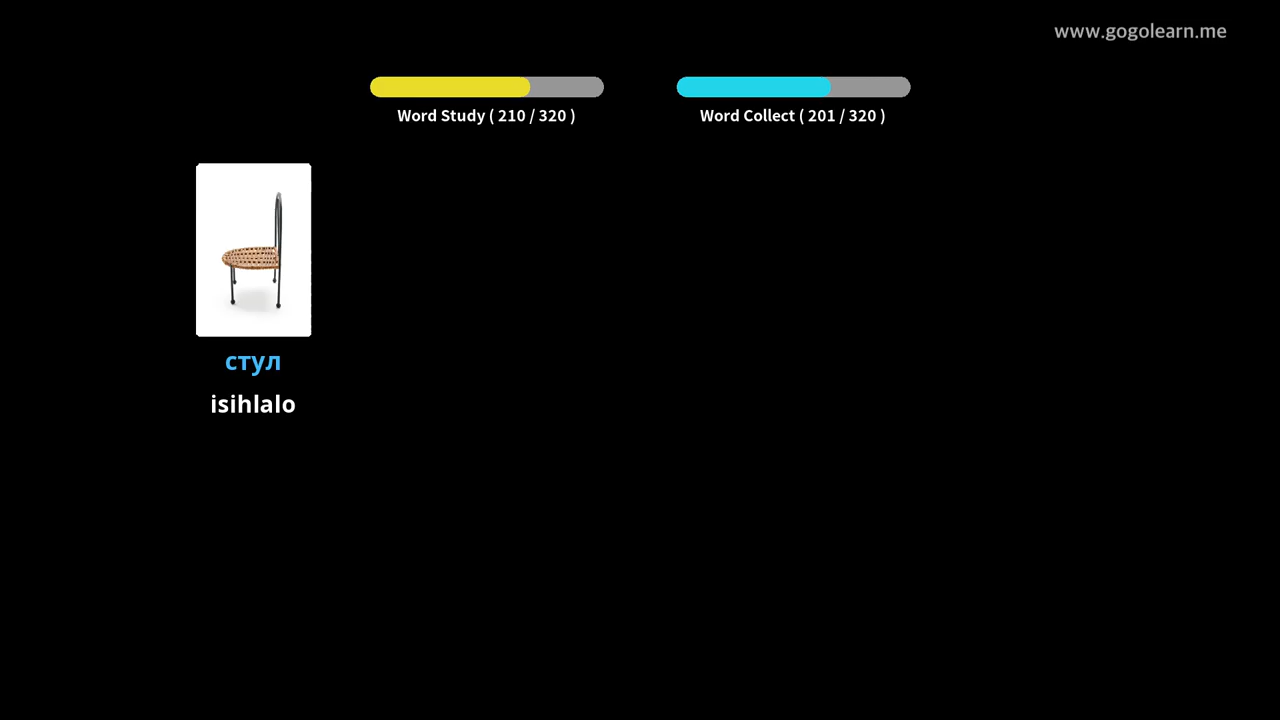 www.gogolearn.me
Word Study ( 210 / 320 )
Word Collect ( 201 / 320 )
стул
isihlalo